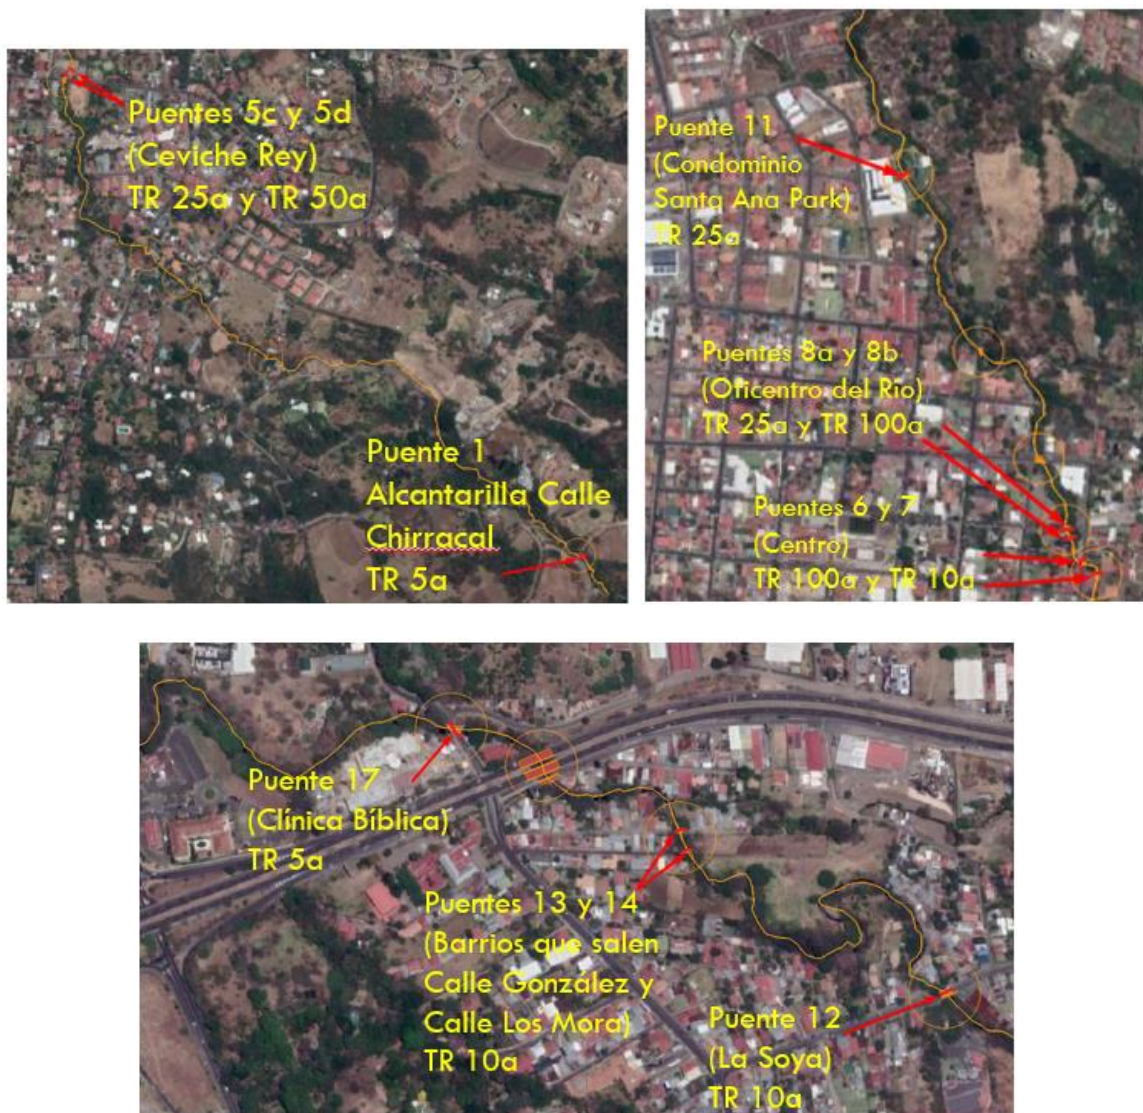 Puentes 5c y 5d
(Ceviche Rey)
TR 25a y TR 50a
Puente 1
Alcantarilla Calle
Chirracal
TR 5a
Puente 11
(Condominio
Santa Ana Park)
TR 25a
Puentes 8a y 8b
(Oficentro del Río)
TR 25a y TR 100a
Puentes 6 y 7
(Centro)
TR 100a y TR 10a
Puente 17
(Clínica Bíblica)
TR 5a
Puentes 13 y 14
(Barrios que salen
Calle González y
Calle Los Mora)
TR 10a
Puente 12
(La Soya)
TR 10a